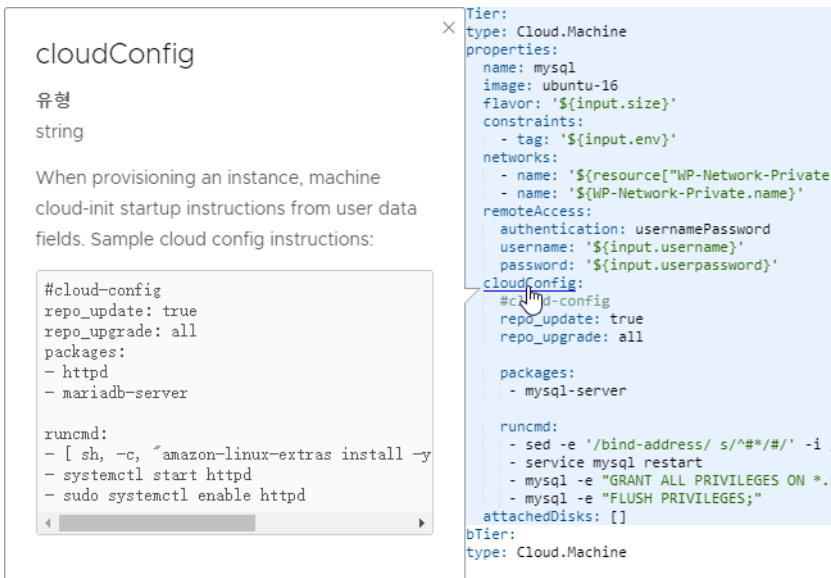 cloudConfig
×
유형
string
When provisioning an instance, machine
cloud-init startup instructions from user data
fields. Sample cloud config instructions:
#cloud-config
repo_update: true
repo_upgrade: all
packages:
- httpd
- mariadb-server
runcmd:
- [ sh, -c, "amazon-linux-extras install -y
- systemctl start httpd
- sudo systemctl enable httpd
Tier:
type: Cloud.Machine
properties:
name: mysql
image: ubuntu-16
flavor: '${input.size}'
constraints:
- tag: '${input.env}'
networks:
- name: '${resource["WP-Network-Private
- name: '${WP-Network-Private.name}'
remoteAccess:
authentication: usernamePassword
username: '${input.username}'
password: '${input.userpassword}'
cloudConfig:
-config
repo_update: true
repo_upgrade: all
packages:
- mysql-server
runcmd:
- sed -e '/bind-address/ s/^#*/#/' -i
- service mysql restart
- mysql -e "GRANT ALL PRIVILEGES ON *.
- mysql -e "FLUSH PRIVILEGES;"
attachedDisks: []
bTier:
type: Cloud.Machine